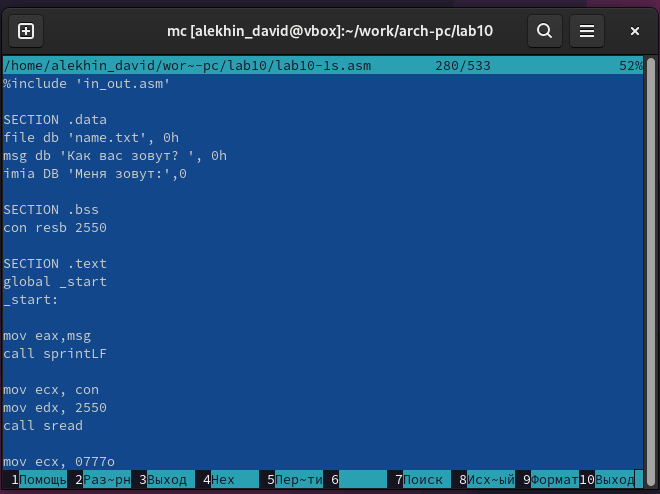 mc [alekhin_david@vbox]:~/work/arch-pc/lab10
/home/alekhin_david/wor~-pc/lab10/lab10-1s.asm 280/533 52%
%include 'in_out.asm'
SECTION .data
file db 'name.txt', 0h
msg db 'Как вас зовут? ', 0h
imia DB 'Меня зовут:',0
SECTION .bss
con resb 2550
SECTION .text
global _start
_start:
mov eax,msg
call sprintLF
mov ecx, con
mov edx, 2550
call sread
mov ecx, 0777o
1Помощь 2Раз~рн 3Выход 4Hex 5Пер~ти 6 7Поиск 8Исх~ый 9Формат 10Выход